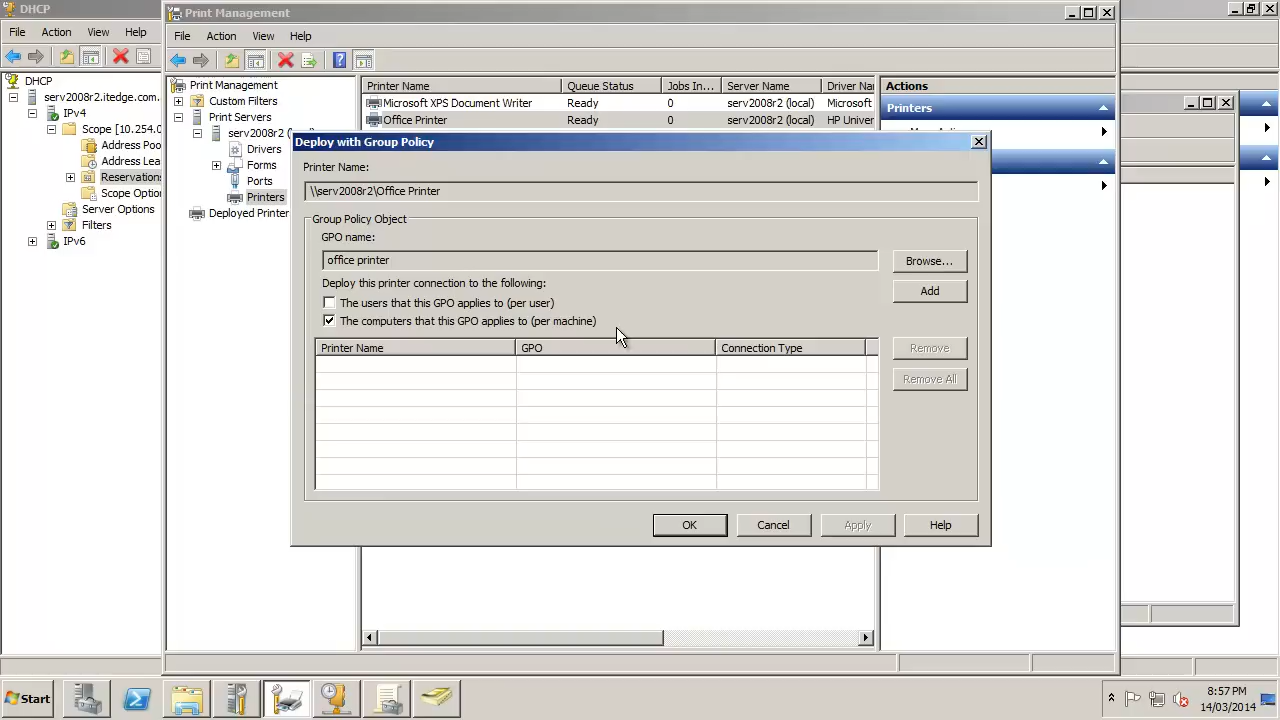 DHCP
File Action View Help
DHCP
serv2008r2.itedge.com.
IPv4
Scope [10.254.0
Address Poo
Address Lea
Reservations
Scope Option
Server Options
Filters
IPv6
Print Management
File Action View Help
Print Management
Custom Filters
Print Servers
serv2008r2 (
Drivers
Forms
Ports
Printers
Deployed Printer
Printer Name Queue Status Jobs In... Server Name Driver Na
Microsoft XPS Document Writer Ready 0 serv2008r2 (local) Microsoft
Office Printer Ready 0 serv2008r2 (local) HP Univer
Actions
Printers
Deploy with Group Policy
Printer Name:
\\serv2008r2\Office Printer
Group Policy Object
GPO name:
office printer
Browse...
Deploy this printer connection to the following:
Add
The users that this GPO applies to (per user)
The computers that this GPO applies to (per machine)
Printer Name GPO Connection Type
Remove
Remove All
OK Cancel Apply Help
Start
8:57 PM
14/03/2014